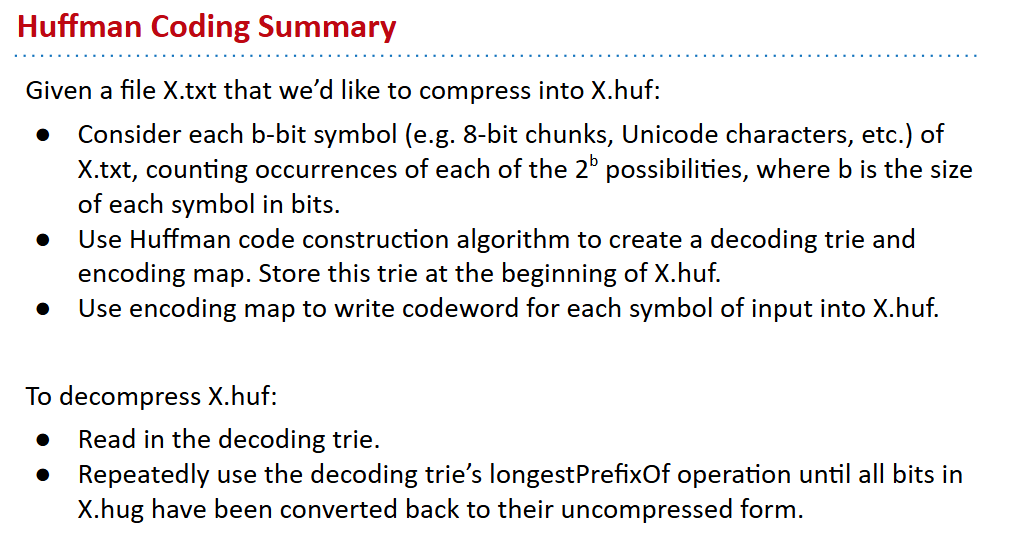 Huffman Coding Summary
Given a file X.txt that we’d like to compress into X.huf:
● Consider each b-bit symbol (e.g. 8-bit chunks, Unicode characters, etc.) of
X.txt, counting occurrences of each of the 2ᵇ possibilities, where b is the size
of each symbol in bits.
● Use Huffman code construction algorithm to create a decoding trie and
encoding map. Store this trie at the beginning of X.huf.
● Use encoding map to write codeword for each symbol of input into X.huf.
To decompress X.huf:
● Read in the decoding trie.
● Repeatedly use the decoding trie’s longestPrefixOf operation until all bits in
X.hug have been converted back to their uncompressed form.